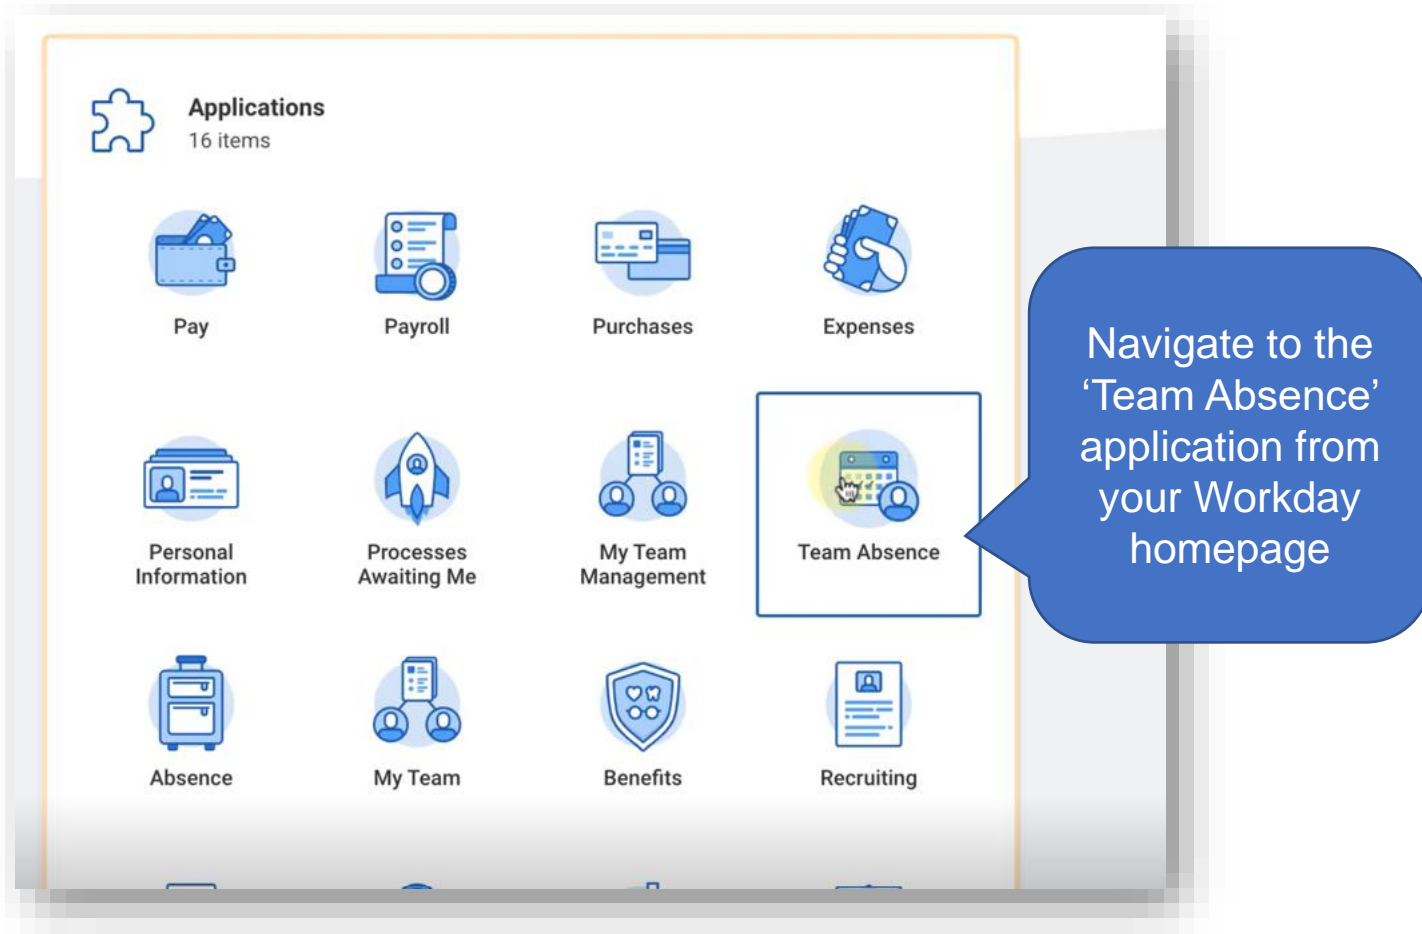 Applications
16 items
Pay
Payroll
Purchases
Expenses
Personal
Information
Processes
Awaiting Me
My Team
Management
Team Absence
Absence
My Team
Benefits
Recruiting
Navigate to the
‘Team Absence’
application from
your Workday
homepage